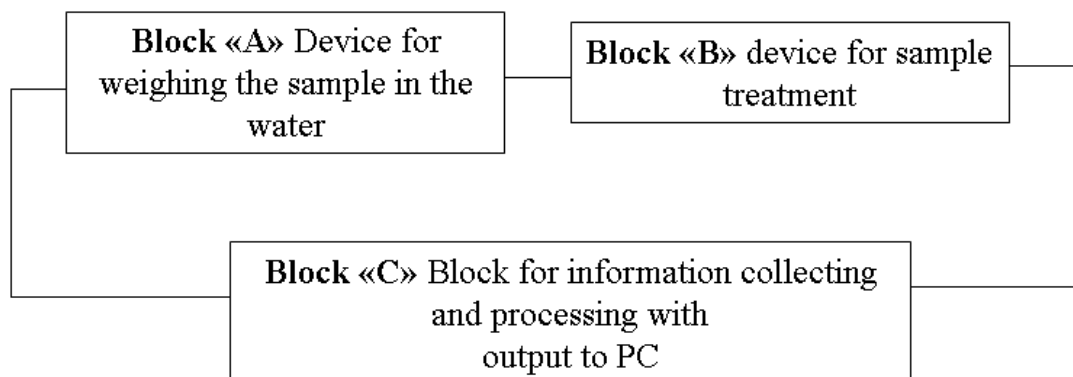 Block «A» Device for
weighing the sample in the
water
Block «B» device for sample
treatment
Block «C» Block for information collecting
and processing with
output to PC